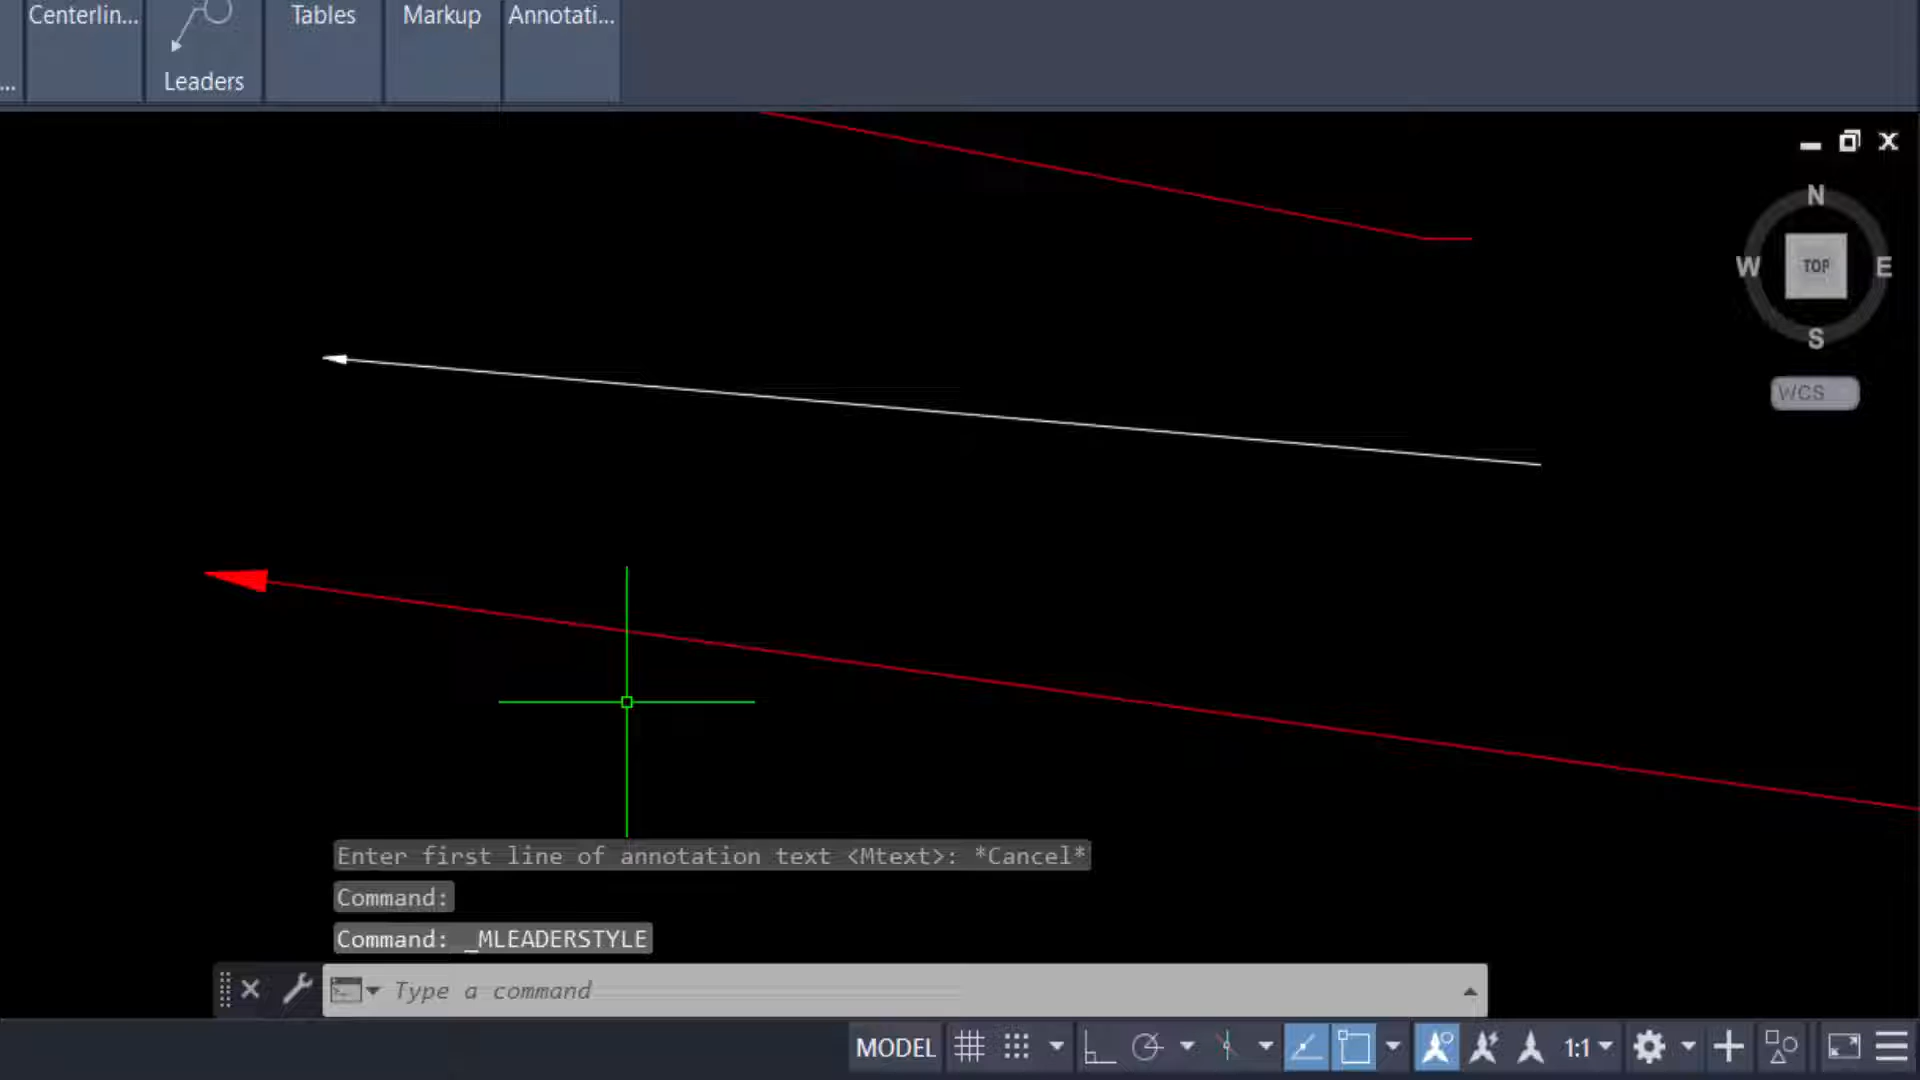 Centerlin...
Tables
Markup
Annotati...
...
Leaders
N
W
TOP
E
S
WCS
Enter first line of annotation text <Mtext>: *Cancel*
Command:
Command: _MLEADERSTYLE
Type a command
MODEL
1:1